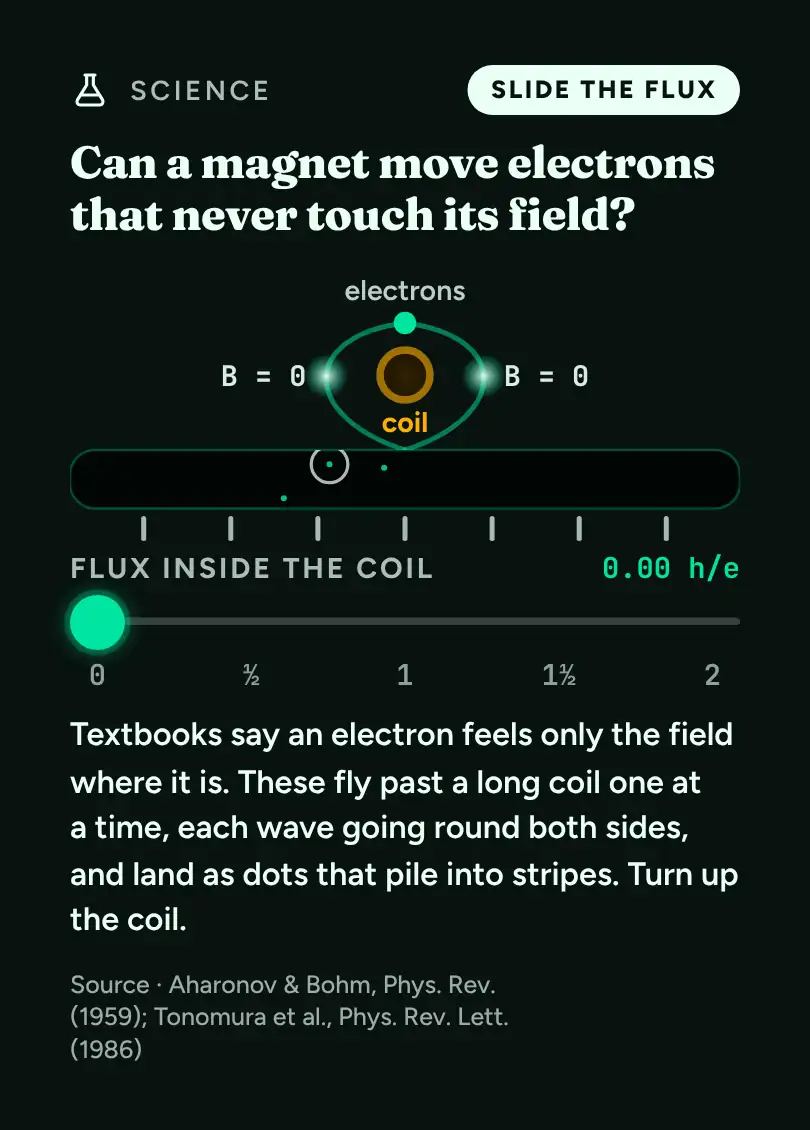 SCIENCE
SLIDE THE FLUX
Can a magnet move electrons
that never touch its field?
electrons
B = 0
B = 0
coil
FLUX INSIDE THE COIL
0.00 h/e
0 ½ 1 1½ 2
Textbooks say an electron feels only the field
where it is. These fly past a long coil one at
a time, each wave going round both sides,
and land as dots that pile into stripes. Turn up
the coil.
Source · Aharonov & Bohm, Phys. Rev.
(1959); Tonomura et al., Phys. Rev. Lett.
(1986)